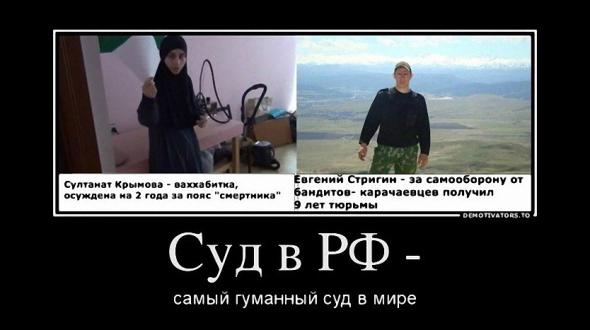 Султанат Крымова - ваххабитка,
осуждена на 2 года за пояс "смертника"
Евгений Стригин - за самооборону от
бандитов- карачаевцев получил
9 лет тюрьмы
DEMOTIVATORS.TO
Суд в РФ -
самый гуманный суд в мире